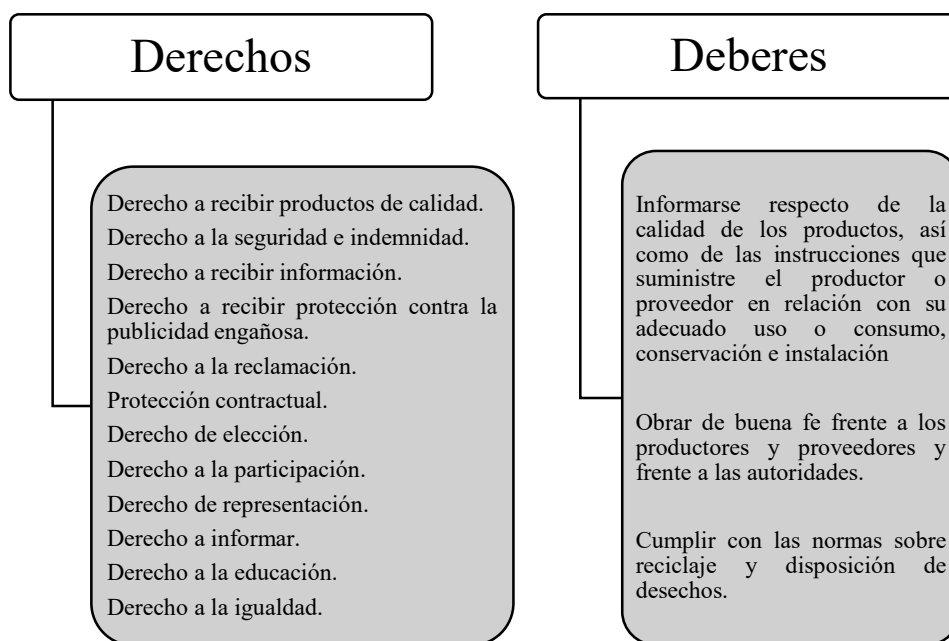 Derechos
Derecho a recibir productos de calidad.
Derecho a la seguridad e indemnidad.
Derecho a recibir información.
Derecho a recibir protección contra la
publicidad engañosa.
Derecho a la reclamación.
Protección contractual.
Derecho de elección.
Derecho a la participación.
Derecho de representación.
Derecho a informar.
Derecho a la educación.
Derecho a la igualdad.
Deberes
Informarse respecto de la
calidad de los productos, así
como de las instrucciones que
suministre el productor o
proveedor en relación con su
adecuado uso o consumo,
conservación e instalación
Obrar de buena fe frente a los
productores y proveedores y
frente a las autoridades.
Cumplir con las normas sobre
reciclaje y disposición de
desechos.